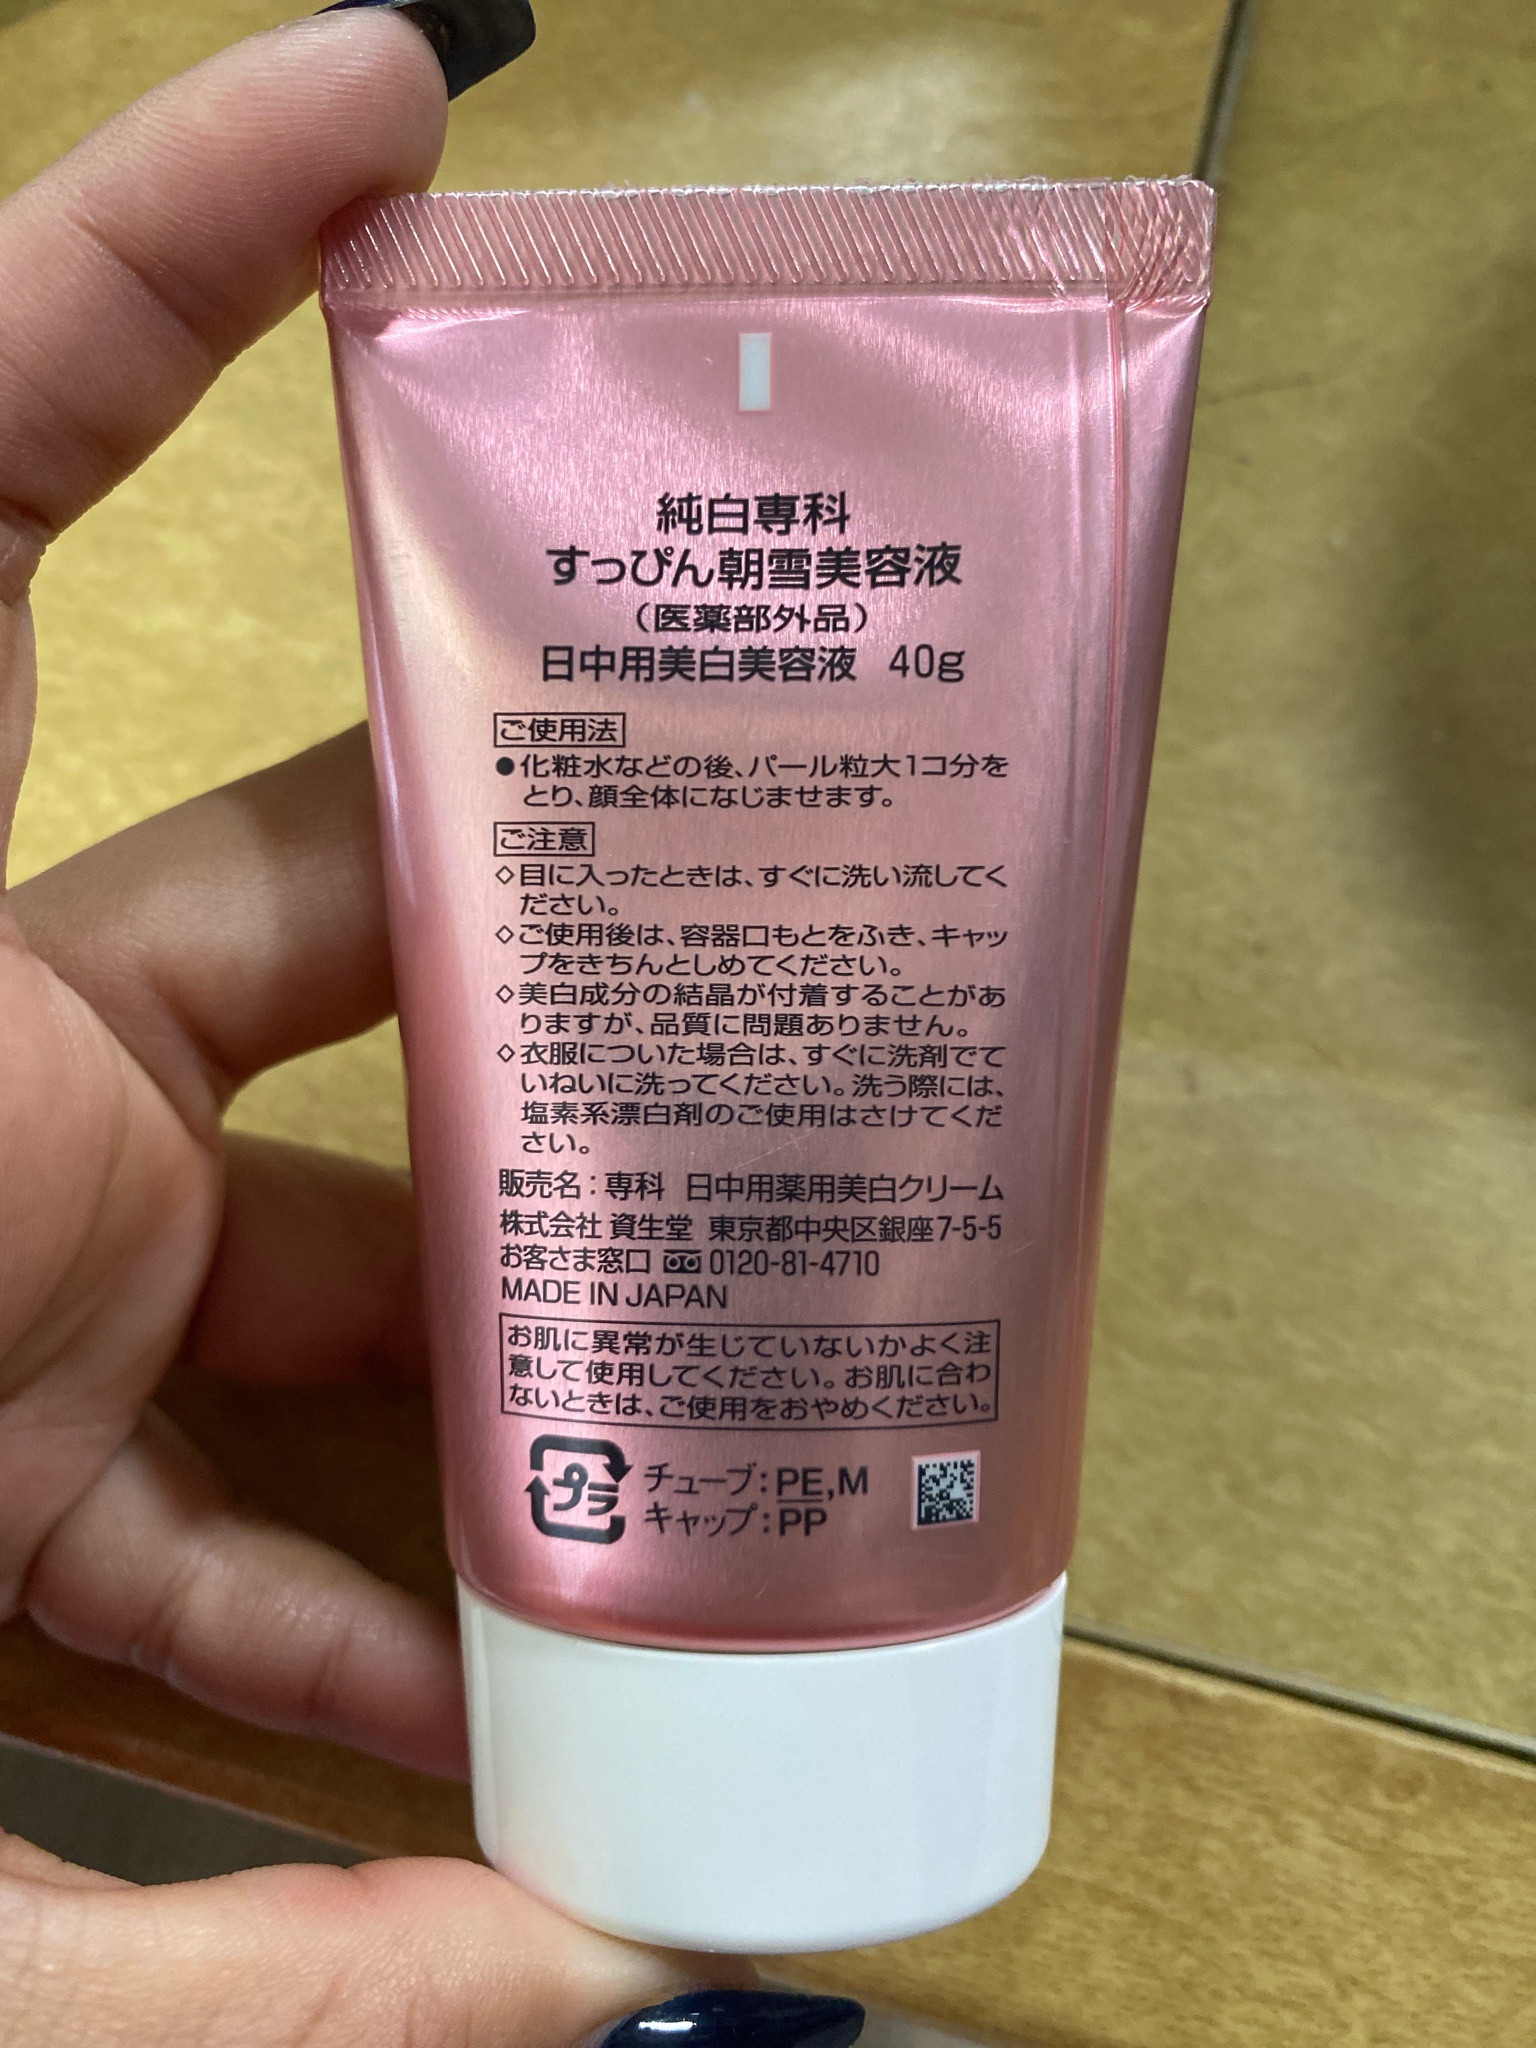 純白専科
すっぴん朝雪美容液
（医薬部外品）
日中用美白美容液 40g
ご使用法
●化粧水などの後、パール粒大1コ分を
とり、顔全体になじませます。
ご注意
◇目に入ったときは、すぐに洗い流してく
ださい。
◇ご使用後は、容器口もとをふき、キャッ
プをきちんとしめてください。
◇美白成分の結晶が付着することがあ
りますが、品質に問題ありません。
◇衣服についた場合は、すぐに洗剤でて
いねいに洗ってください。洗う際には、
塩素系漂白剤のご使用はさけてくだ
さい。
販売名：専科 日中用薬用美白クリーム
株式会社 資生堂 東京都中央区銀座7-5-5
お客さま窓口 0120-81-4710
MADE IN JAPAN
お肌に異常が生じていないかよく注
意して使用してください。お肌に合わ
ないときは、ご使用をおやめください。
プラ チューブ：PE,M
キャップ：PP